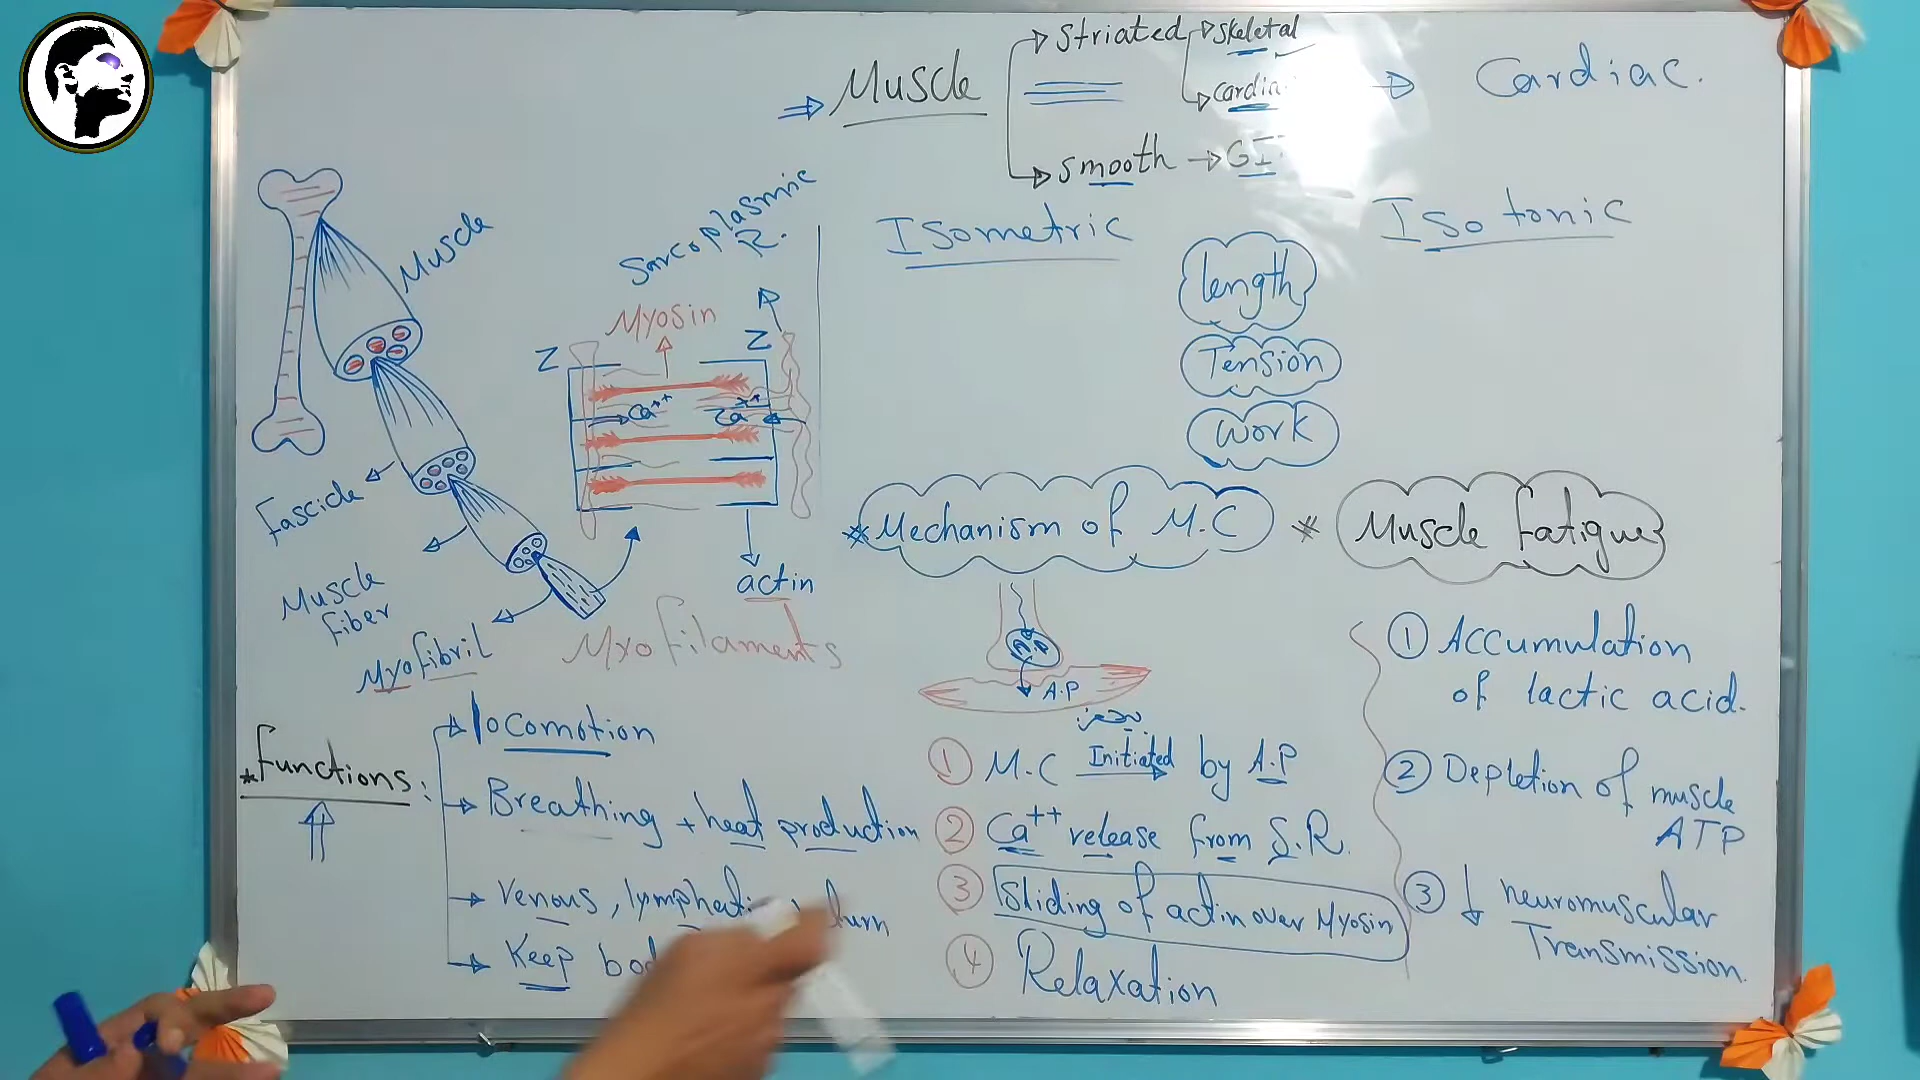 Muscle
Striated
skeletal
smooth
Cardiac.
Isometric
Isotonic
length
Tension
Work
Muscle
Sarcoplasmic
R.
Myosin
Z
Z
Ca++
Ca++
actin
Fascicle
Muscle
fiber
Myofibril
Myofilaments
* Mechanism of M.C
* Muscle fatigue
A.P
① M.C Initiated by A.P
② Ca++ release from S.R.
③ Sliding of actin over Myosin
④ Relaxation
① Accumulation
of lactic acid.
② Depletion of muscle
ATP
③ ↓ neuromuscular
Transmission.
* Functions:
locomotion
Breathing + heat production
Venous,
Keep